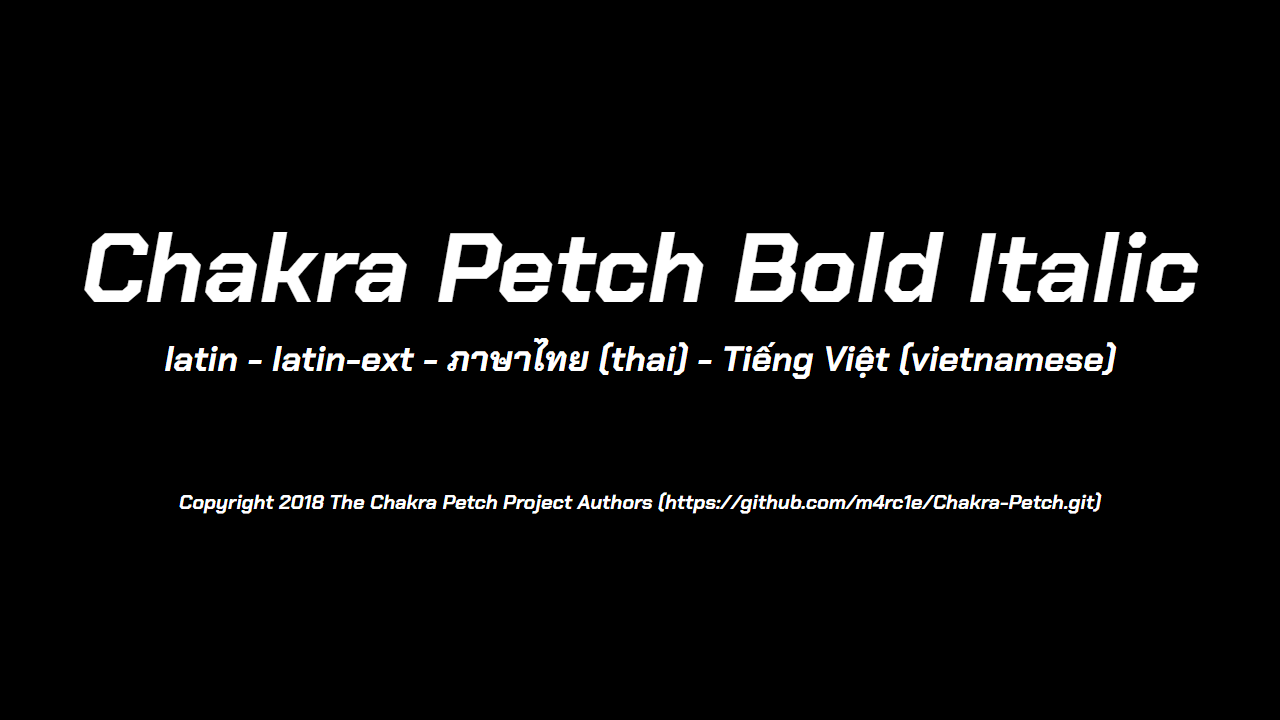 Chakra Petch Bold Italic
latin - latin-ext - ภาษาไทย (thai) - Tiếng Việt (vietnamese)
Copyright 2018 The Chakra Petch Project Authors (https://github.com/m4rc1e/Chakra-Petch.git)